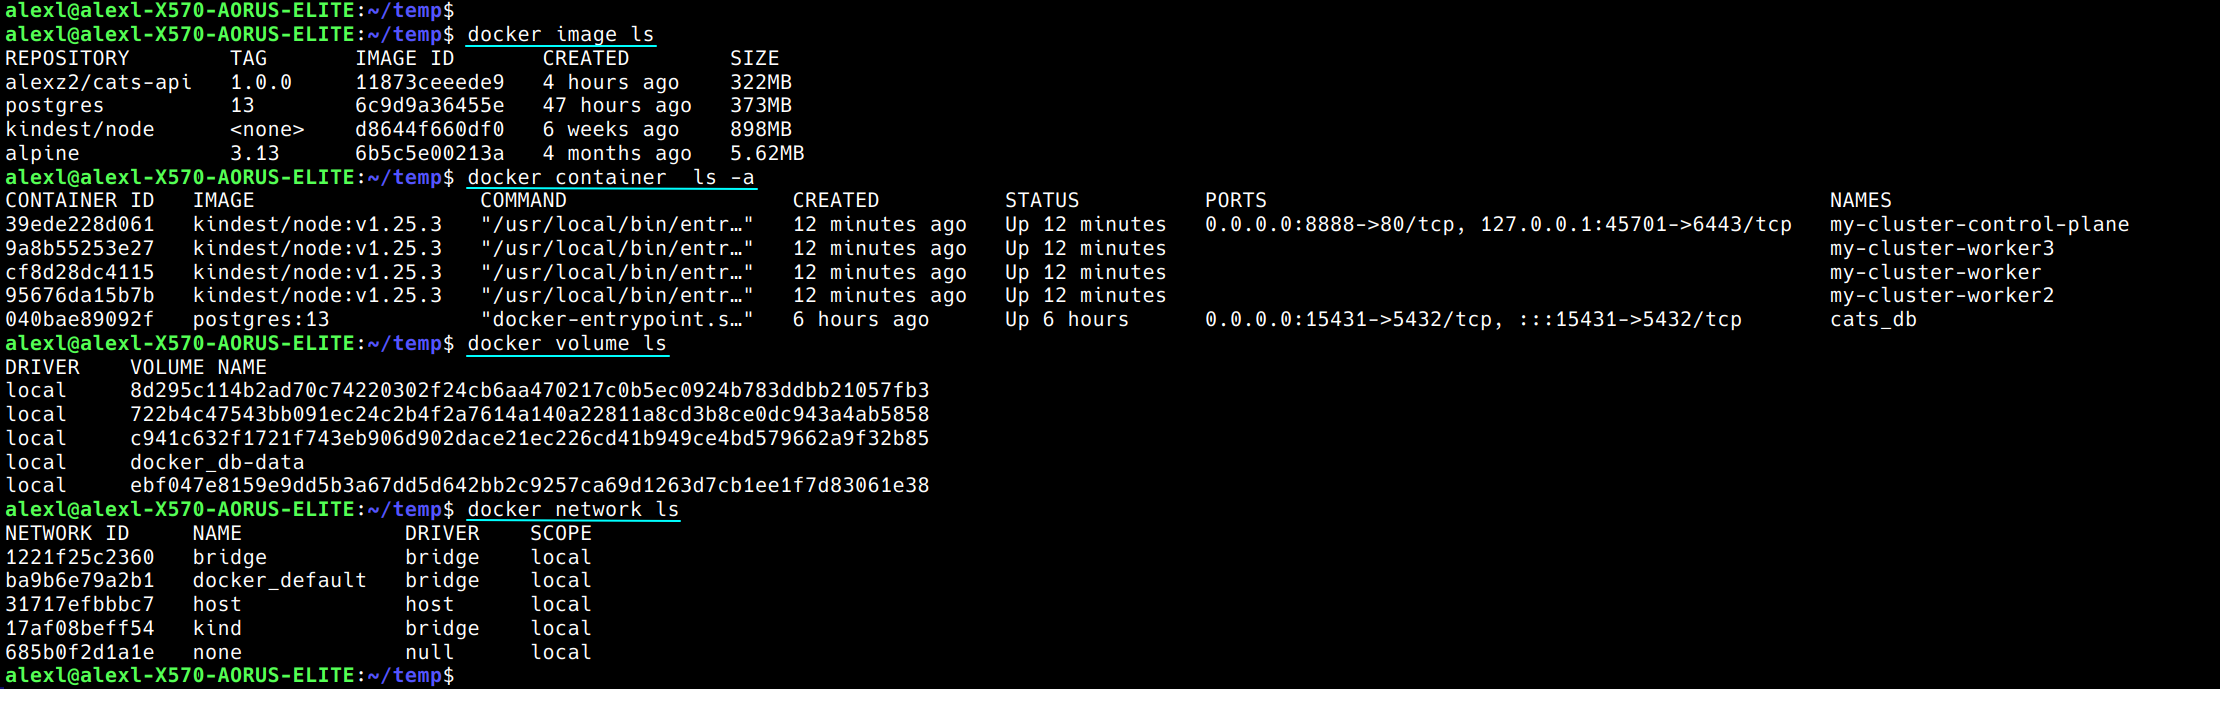 alexl@alexl-X570-AORUS-ELITE:~/temp$
alexl@alexl-X570-AORUS-ELITE:~/temp$ docker image ls
REPOSITORY        TAG       IMAGE ID       CREATED        SIZE
alexz2/cats-api   1.0.0     11873ceeede9   4 hours ago    322MB
postgres          13        6c9d9a36455e   47 hours ago   373MB
kindest/node      <none>    d8644f660df0   6 weeks ago    898MB
alpine            3.13      6b5c5e00213a   4 months ago   5.62MB
alexl@alexl-X570-AORUS-ELITE:~/temp$ docker container  ls -a
CONTAINER ID   IMAGE                  COMMAND                  CREATED          STATUS          PORTS                                             NAMES
39ede228d061   kindest/node:v1.25.3   "/usr/local/bin/entr…"   12 minutes ago   Up 12 minutes   0.0.0.0:8888->80/tcp, 127.0.0.1:45701->6443/tcp   my-cluster-control-plane
9a8b55253e27   kindest/node:v1.25.3   "/usr/local/bin/entr…"   12 minutes ago   Up 12 minutes                                                     my-cluster-worker3
cf8d28dc4115   kindest/node:v1.25.3   "/usr/local/bin/entr…"   12 minutes ago   Up 12 minutes                                                     my-cluster-worker
95676da15b7b   kindest/node:v1.25.3   "/usr/local/bin/entr…"   12 minutes ago   Up 12 minutes                                                     my-cluster-worker2
040bae89092f   postgres:13            "docker-entrypoint.s…"   6 hours ago      Up 6 hours      0.0.0.0:15431->5432/tcp, :::15431->5432/tcp       cats_db
alexl@alexl-X570-AORUS-ELITE:~/temp$ docker volume ls
DRIVER    VOLUME NAME
local     8d295c114b2ad70c74220302f24cb6aa470217c0b5ec0924b783ddbb21057fb3
local     722b4c47543bb091ec24c2b4f2a7614a140a22811a8cd3b8ce0dc943a4ab5858
local     c941c632f1721f743eb906d902dace21ec226cd41b949ce4bd579662a9f32b85
local     docker_db-data
local     ebf047e8159e9dd5b3a67dd5d642bb2c9257ca69d1263d7cb1ee1f7d83061e38
alexl@alexl-X570-AORUS-ELITE:~/temp$ docker network ls
NETWORK ID     NAME             DRIVER    SCOPE
1221f25c2360   bridge           bridge    local
ba9b6e79a2b1   docker_default   bridge    local
31717efbbbc7   host             host      local
17af08beff54   kind             bridge    local
685b0f2d1a1e   none             null      local
alexl@alexl-X570-AORUS-ELITE:~/temp$